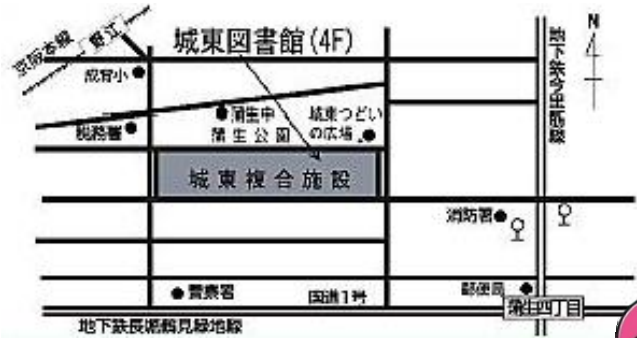 京阪本線
野江
城東図書館(4F)
N
成育小
地下鉄今里筋線
蒲生中
城東つどい
の広場
税務署
蒲生公園
城東複合施設
消防署
警察署
国道1号
郵便局
蒲生四丁目
地下鉄長堀鶴見緑地線